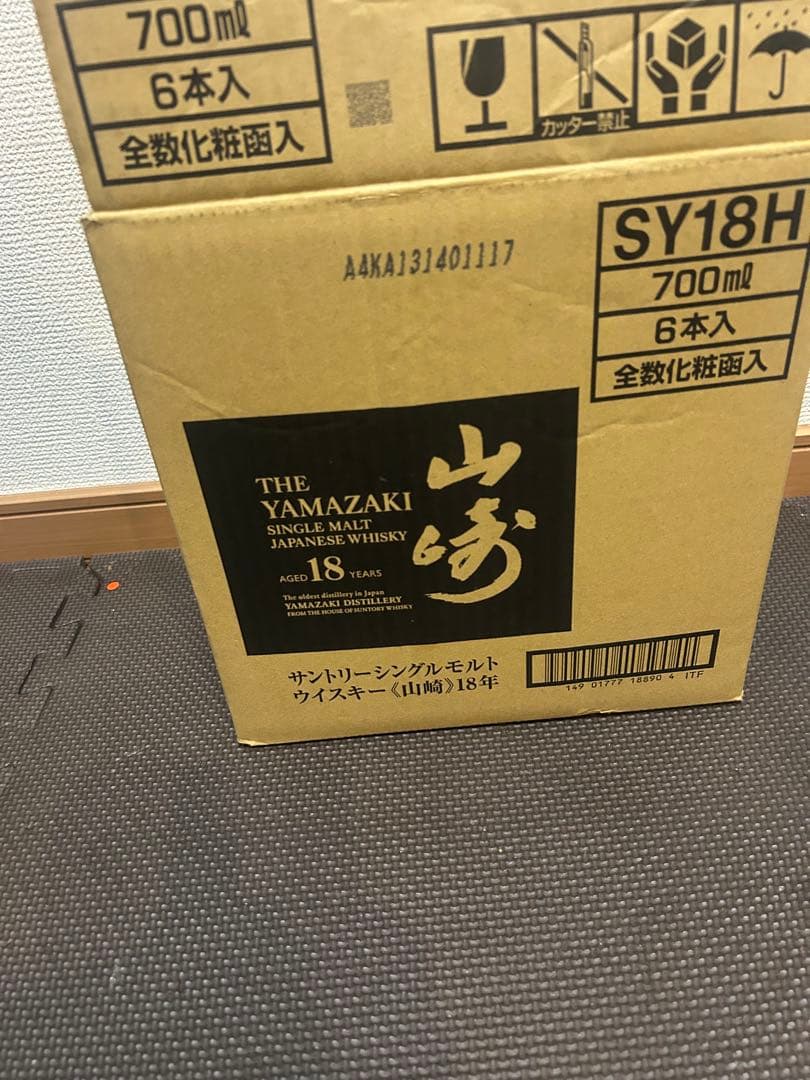 700ml
6本入
全数化粧函入
カッター禁止
A4KA131401117
SY18H
700ml
6本入
全数化粧函入
THE
YAMAZAKI
SINGLE MALT
JAPANESE WHISKY
AGED 18 YEARS
The oldest distillery in Japan
YAMAZAKI DISTILLERY
FROM THE HOUSE OF SUNTORY WHISKY
山崎
サントリーシングルモルト
ウイスキー《山崎》18年
149 01777 18890 4 ITF